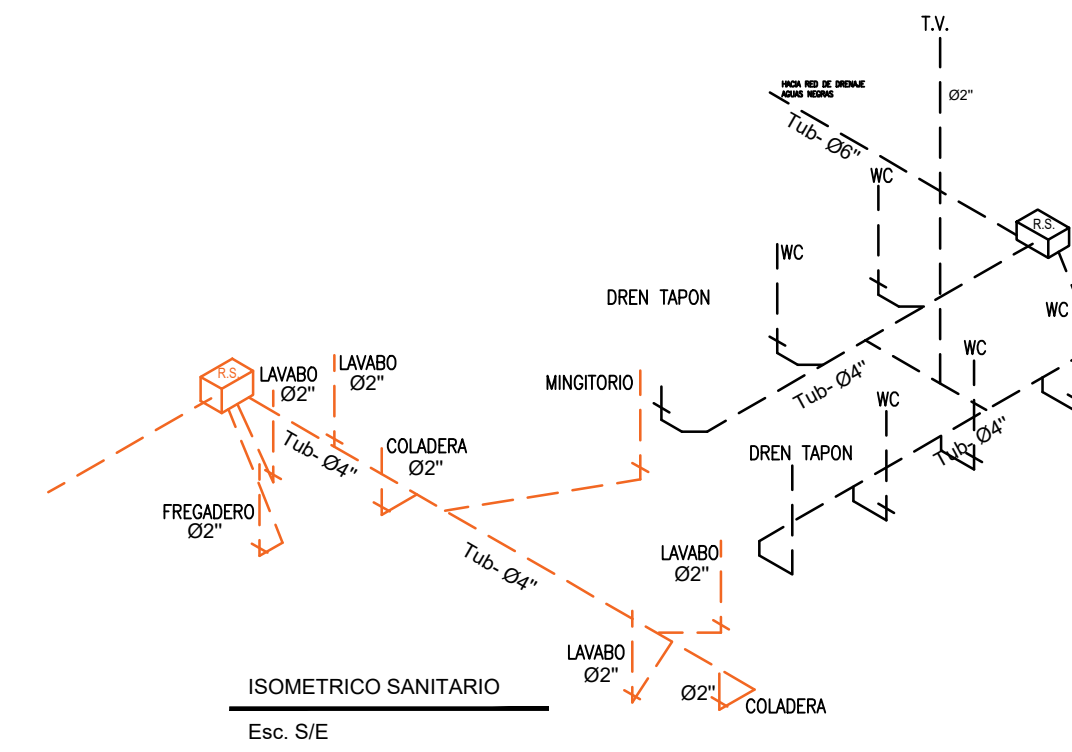 T.V.
HACIA RED DE DRENAJE
AGUAS NEGRAS
Ø2"
Tub- Ø6"
WC
R.S.
WC
DREN TAPON
WC
WC
R.S.
LAVABO
Ø2"
LAVABO
Ø2"
MINGITORIO
Tub- Ø4"
WC
Tub- Ø4"
COLADERA
Ø2"
Tub- Ø4"
DREN TAPON
FREGADERO
Ø2"
Tub- Ø4"
LAVABO
Ø2"
LAVABO
Ø2"
Ø2"
COLADERA
ISOMETRICO SANITARIO
Esc. S/E